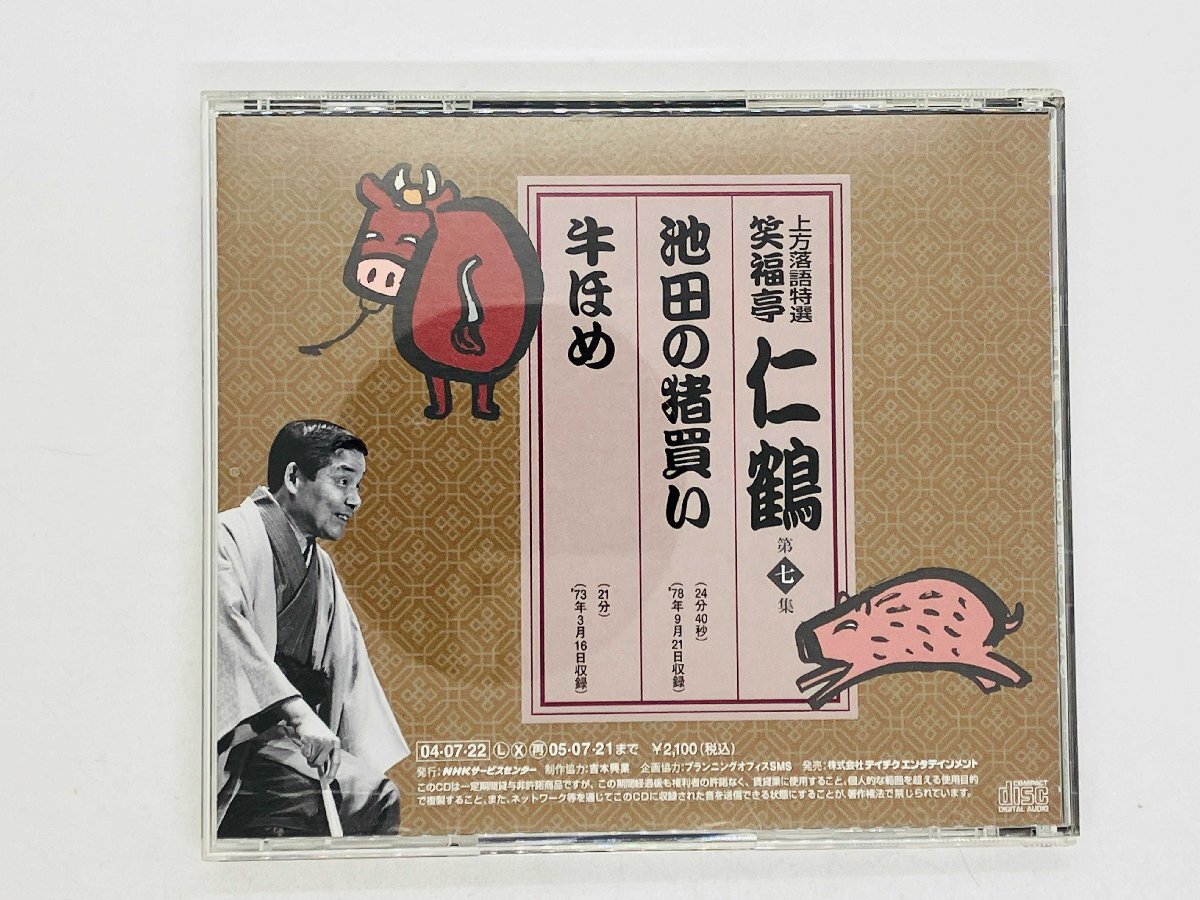 上方落語特選
笑福亭 仁鶴 第七集
池田の猪買い
(24分40秒)
('78年9月21日収録)
牛ほめ
(21分)
('73年3月16日収録)
04·07·22 Ⓛ Ⓧ 再 05·07·21まで ¥2,100(税込)
発行:NHKサービスセンター 制作協力:吉本興業 企画協力:プランニングオフィスSMS 発売:株式会社テイチクエンタテインメント
このCDは一定期間貸与非許諾商品ですが、この期間経過後も権利者の許諾なく、賃貸業に使用すること、個人的な範囲を超える使用目的
で複製すること、また、ネットワーク等を通じてこのCDに収録された音を送信できる状態にすることが、著作権法で禁じられています。
COMPACT
disc
DIGITAL AUDIO